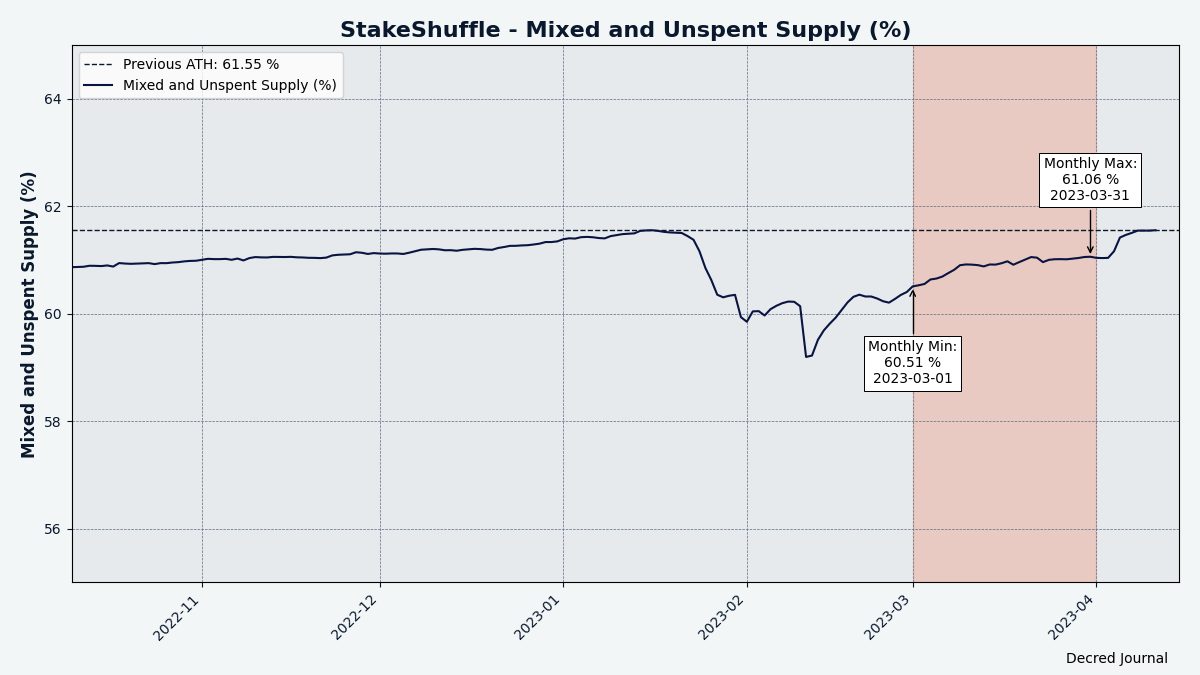 StakeShuffle - Mixed and Unspent Supply (%)
Previous ATH: 61.55 %
Mixed and Unspent Supply (%)
Mixed and Unspent Supply (%)
64
62
60
58
56
Monthly Max:
61.06 %
2023-03-31
Monthly Min:
60.51 %
2023-03-01
2022-11
2022-12
2023-01
2023-02
2023-03
2023-04
Decred Journal